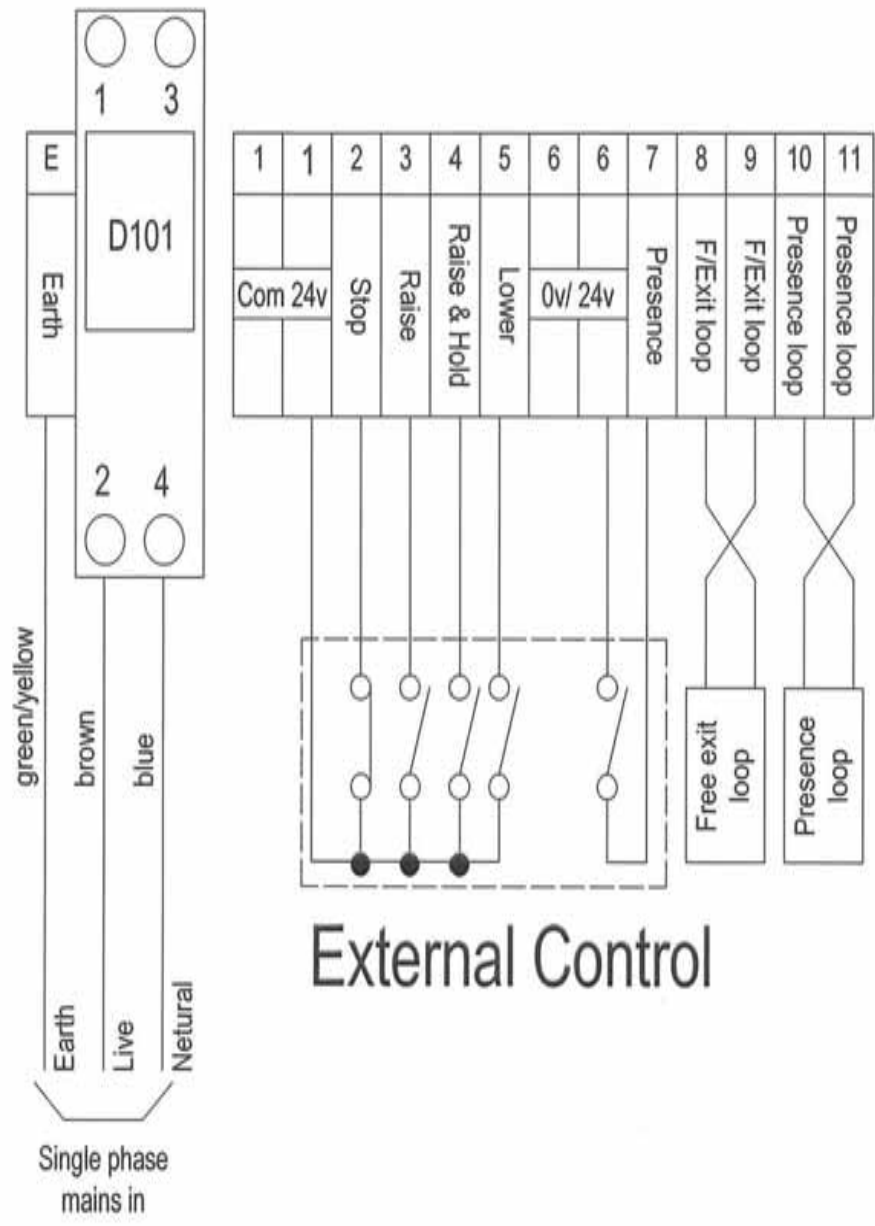 1 3
D101
2 4
E
Earth
1 1 2 3 4 5 6 6 7 8 9 10 11
Com 24v
Stop
Raise
Raise & Hold
Lower
0v/ 24v
Presence
F/Exit loop
F/Exit loop
Presence loop
Presence loop
green/yellow
brown
blue
Free exit
loop
Presence
loop
External Control
Earth
Live
Netural
Single phase
mains in